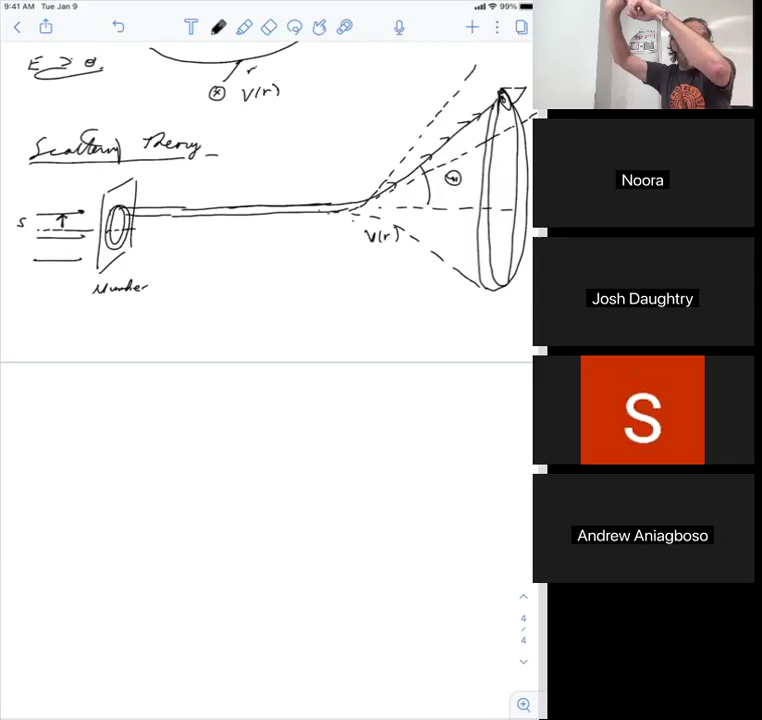 9:41 AM Tue Jan 9
99%
T
E ≥ 0
r
V(r)
Scattering Theory
S
Θ
V(r)
Number
4
4
Noora
Josh Daughtry
S
Andrew Aniagboso